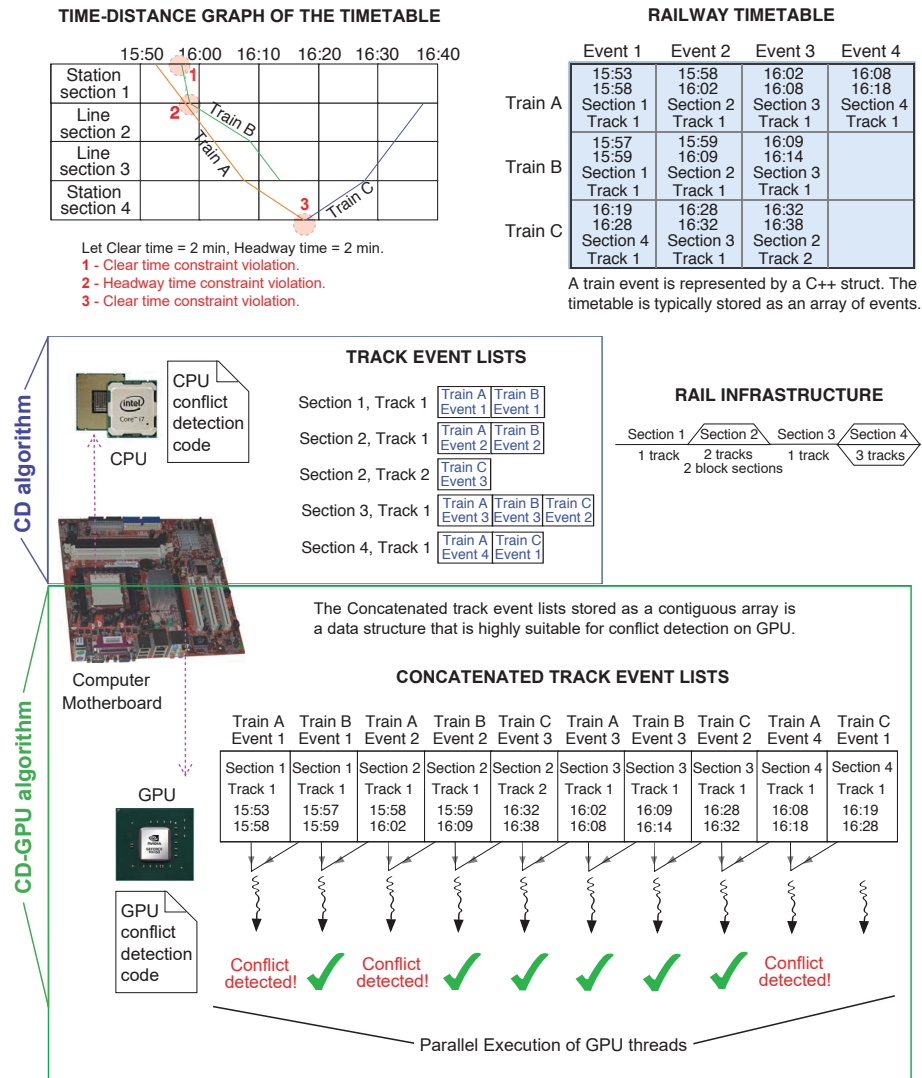 TIME-DISTANCE GRAPH OF THE TIMETABLE
15:50 16:00 16:10 16:20 16:30 16:40
Station
section 1
Line
section 2
Line
section 3
Station
section 4
1
2
3
Train B
Train A
Train C
Let Clear time = 2 min, Headway time = 2 min.
1 - Clear time constraint violation.
2 - Headway time constraint violation.
3 - Clear time constraint violation.
RAILWAY TIMETABLE
Event 1 Event 2 Event 3 Event 4
Train A
15:53 15:58 16:02 16:08
15:58 16:02 16:08 16:18
Section 1 Section 2 Section 3 Section 4
Track 1 Track 1 Track 1 Track 1
Train B
15:57 15:59 16:09
15:59 16:09 16:14
Section 1 Section 2 Section 3
Track 1 Track 1 Track 1
Train C
16:19 16:28 16:32
16:28 16:32 16:38
Section 4 Section 3 Section 2
Track 1 Track 1 Track 2
A train event is represented by a C++ struct. The
timetable is typically stored as an array of events.
CD algorithm
CPU
conflict
detection
code
intel
Core i7
CPU
TRACK EVENT LISTS
Section 1, Track 1
Train A Train B
Event 1 Event 1
Section 2, Track 1
Train A Train B
Event 2 Event 2
Section 2, Track 2
Train C
Event 3
Section 3, Track 1
Train A Train B Train C
Event 3 Event 3 Event 2
Section 4, Track 1
Train A Train C
Event 4 Event 1
RAIL INFRASTRUCTURE
Section 1 Section 2 Section 3 Section 4
1 track 2 tracks 1 track 3 tracks
2 block sections
CD-GPU algorithm
Computer
Motherboard
The Concatenated track event lists stored as a contiguous array is
a data structure that is highly suitable for conflict detection on GPU.
CONCATENATED TRACK EVENT LISTS
Train A Train B Train A Train B Train C Train A Train B Train C Train A Train C
Event 1 Event 1 Event 2 Event 2 Event 3 Event 3 Event 3 Event 2 Event 4 Event 1
Section 1 Section 1 Section 2 Section 2 Section 2 Section 3 Section 3 Section 3 Section 4 Section 4
Track 1 Track 1 Track 1 Track 1 Track 2 Track 1 Track 1 Track 1 Track 1 Track 1
15:53 15:57 15:58 15:59 16:32 16:02 16:09 16:28 16:08 16:19
15:58 15:59 16:02 16:09 16:38 16:08 16:14 16:32 16:18 16:28
GPU
NVIDIA
GPU
conflict
detection
code
Conflict
detected!
Conflict
detected!
Conflict
detected!
Parallel Execution of GPU threads